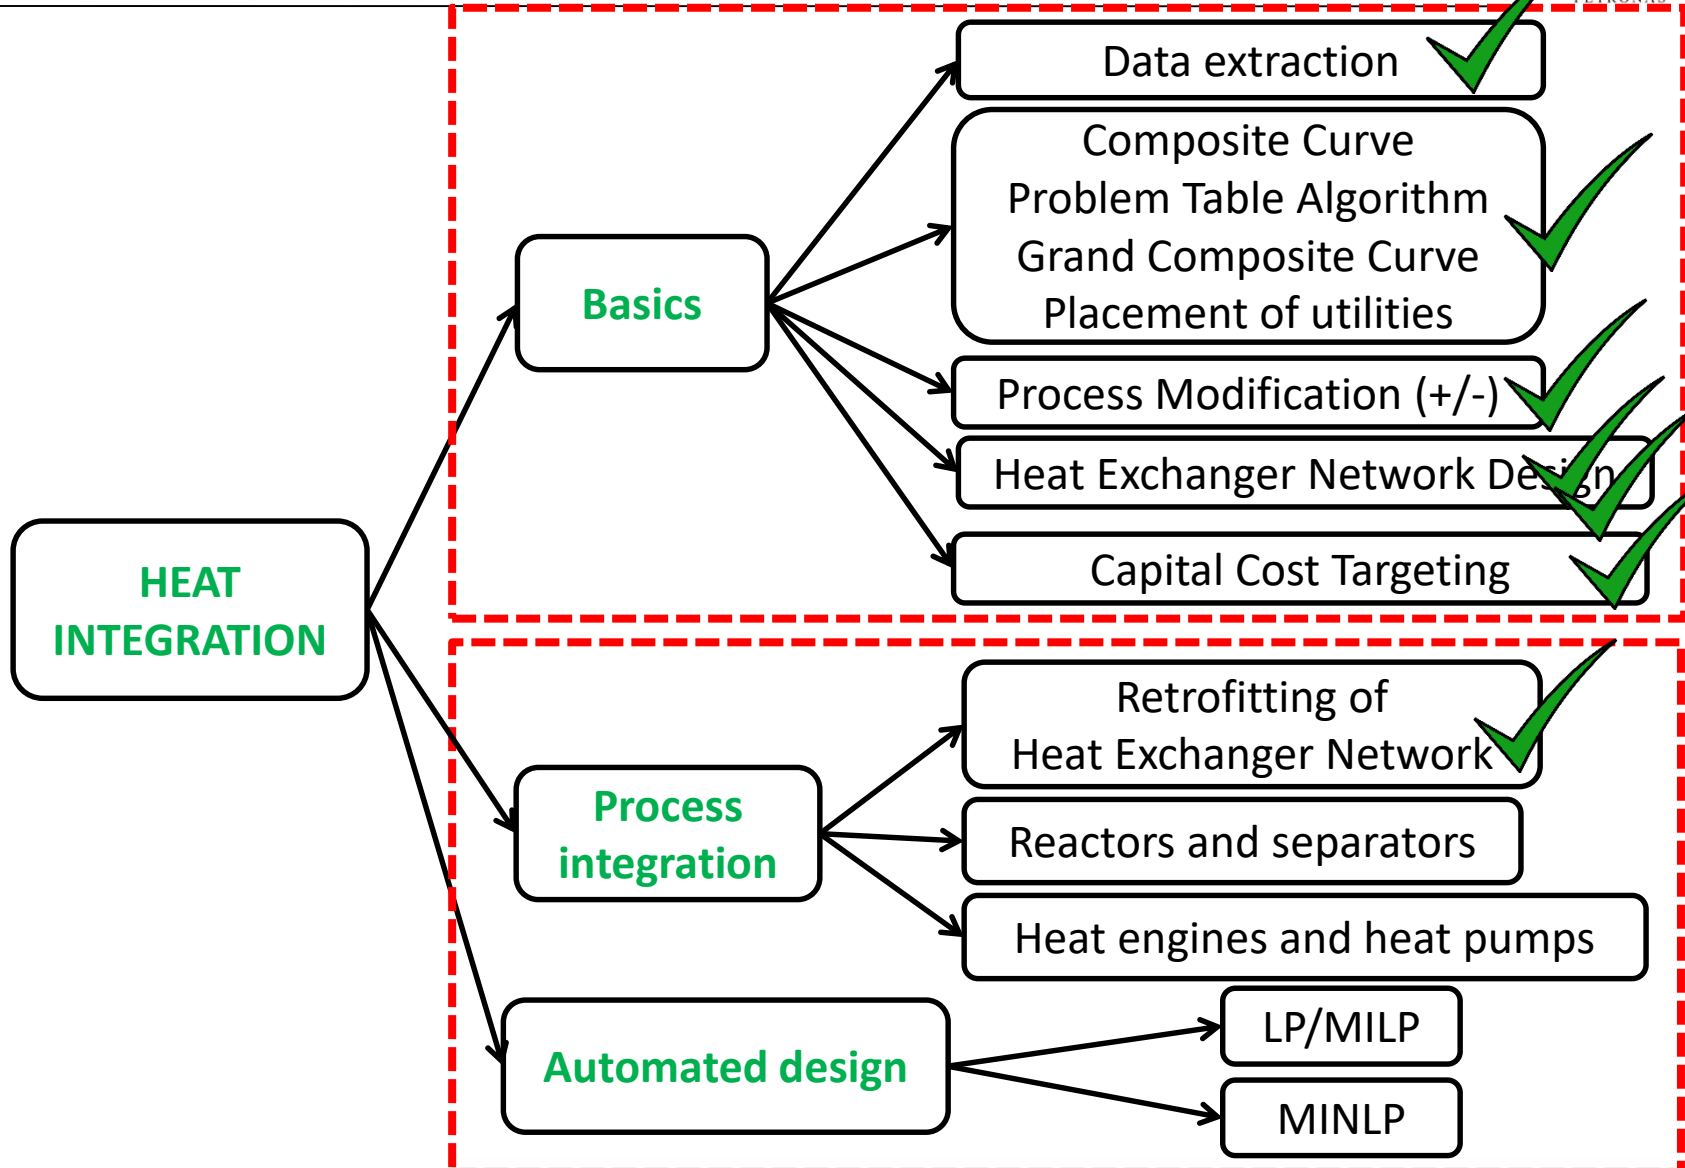 PETRONAS
Data extraction
Composite Curve
Problem Table Algorithm
Grand Composite Curve
Placement of utilities
Basics
Process Modification (+/-)
Heat Exchanger Network Design
Capital Cost Targeting
HEAT
INTEGRATION
Retrofitting of
Heat Exchanger Network
Process
integration
Reactors and separators
Heat engines and heat pumps
Automated design
LP/MILP
MINLP